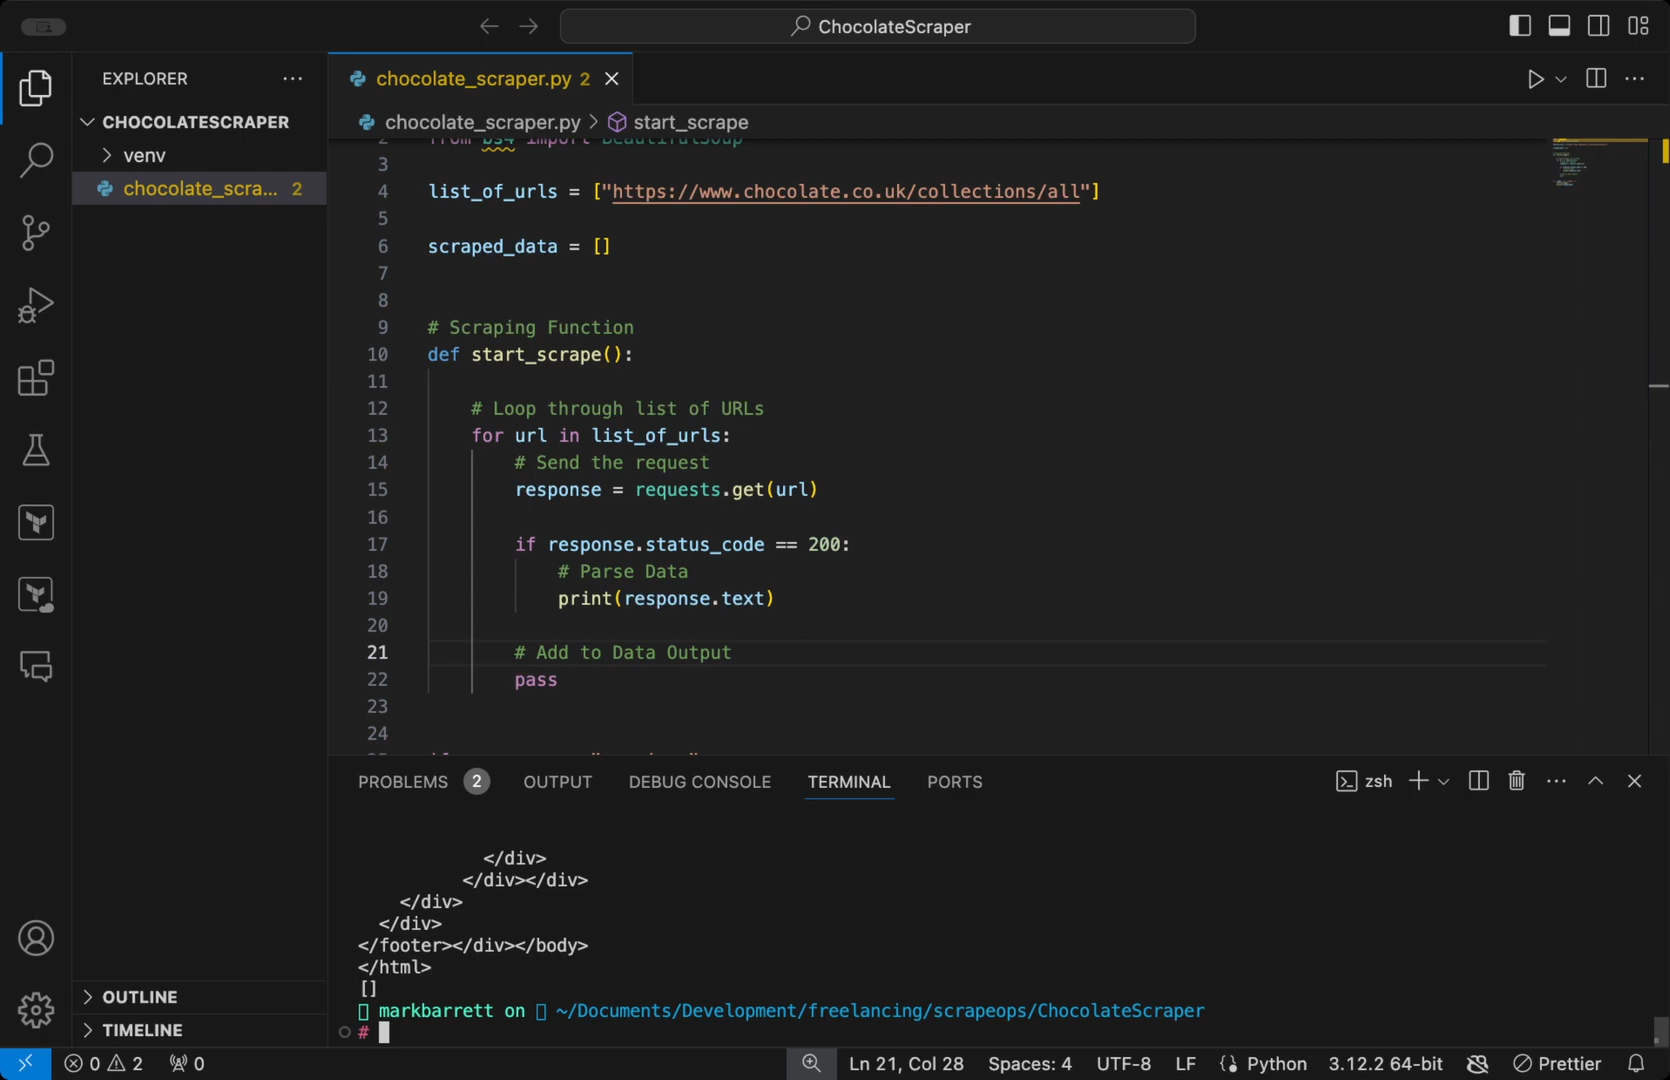 ChocolateScraper
EXPLORER
CHOCOLATESCRAPER
venv
chocolate_scra... 2
chocolate_scraper.py 2
chocolate_scraper.py > start_scrape
2 from bs4 import BeautifulSoup
3
4 list_of_urls = ["https://www.chocolate.co.uk/collections/all"]
5
6 scraped_data = []
7
8
9 # Scraping Function
10 def start_scrape():
11
12 # Loop through list of URLs
13 for url in list_of_urls:
14 # Send the request
15 response = requests.get(url)
16
17 if response.status_code == 200:
18 # Parse Data
19 print(response.text)
20
21 # Add to Data Output
22 pass
23
24
PROBLEMS 2 OUTPUT DEBUG CONSOLE TERMINAL PORTS zsh
</div>
</div></div>
</div>
</div>
</footer></div></body>
</html>
[]
markbarrett on ~/Documents/Development/freelancing/scrapeops/ChocolateScraper
#
OUTLINE
TIMELINE
0 2 0 Ln 21, Col 28 Spaces: 4 UTF-8 LF Python 3.12.2 64-bit Prettier